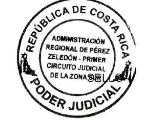 REPÚBLICA DE COSTA RICA
ADMINISTRACIÓN
REGIONAL DE PÉREZ
ZELEDÓN - PRIMER
CIRCUITO JUDICIAL
DE LA ZONA
PODER JUDICIAL